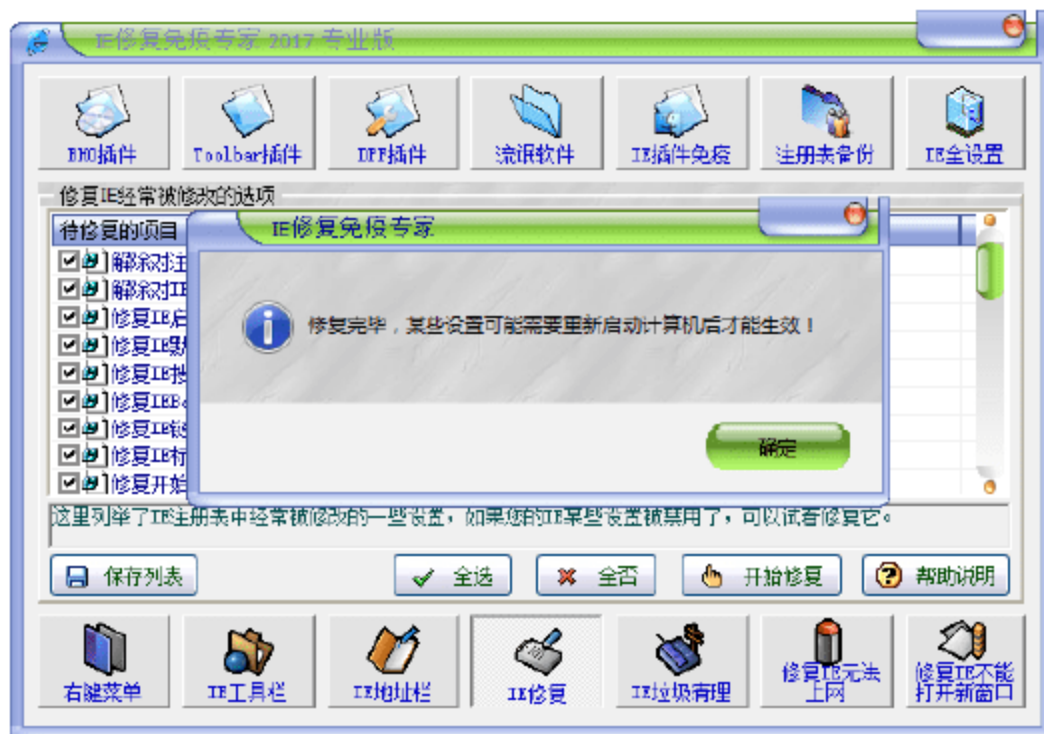 IE修复免疫专家 2017 专业版
BHO插件
Toolbar插件
DPF插件
流氓软件
IE插件免疫
注册表备份
IE全设置
修复IE经常被修改的选项
待修复的项目
IE修复免疫专家
解除对注
解除对IE
修复IE启
修复IE默
修复IE搜
修复IEB
修复IE链
修复IE标
修复开始
修复完毕，某些设置可能需要重新启动计算机后才能生效！
确定
这里列举了IE注册表中经常被修改的一些设置，如果您的IE某些设置被禁用了，可以试着修复它。
保存列表
全选
全否
开始修复
帮助说明
右键菜单
IE工具栏
IE地址栏
IE修复
IE垃圾清理
修复IE无法
上网
修复IE不能
打开新窗口